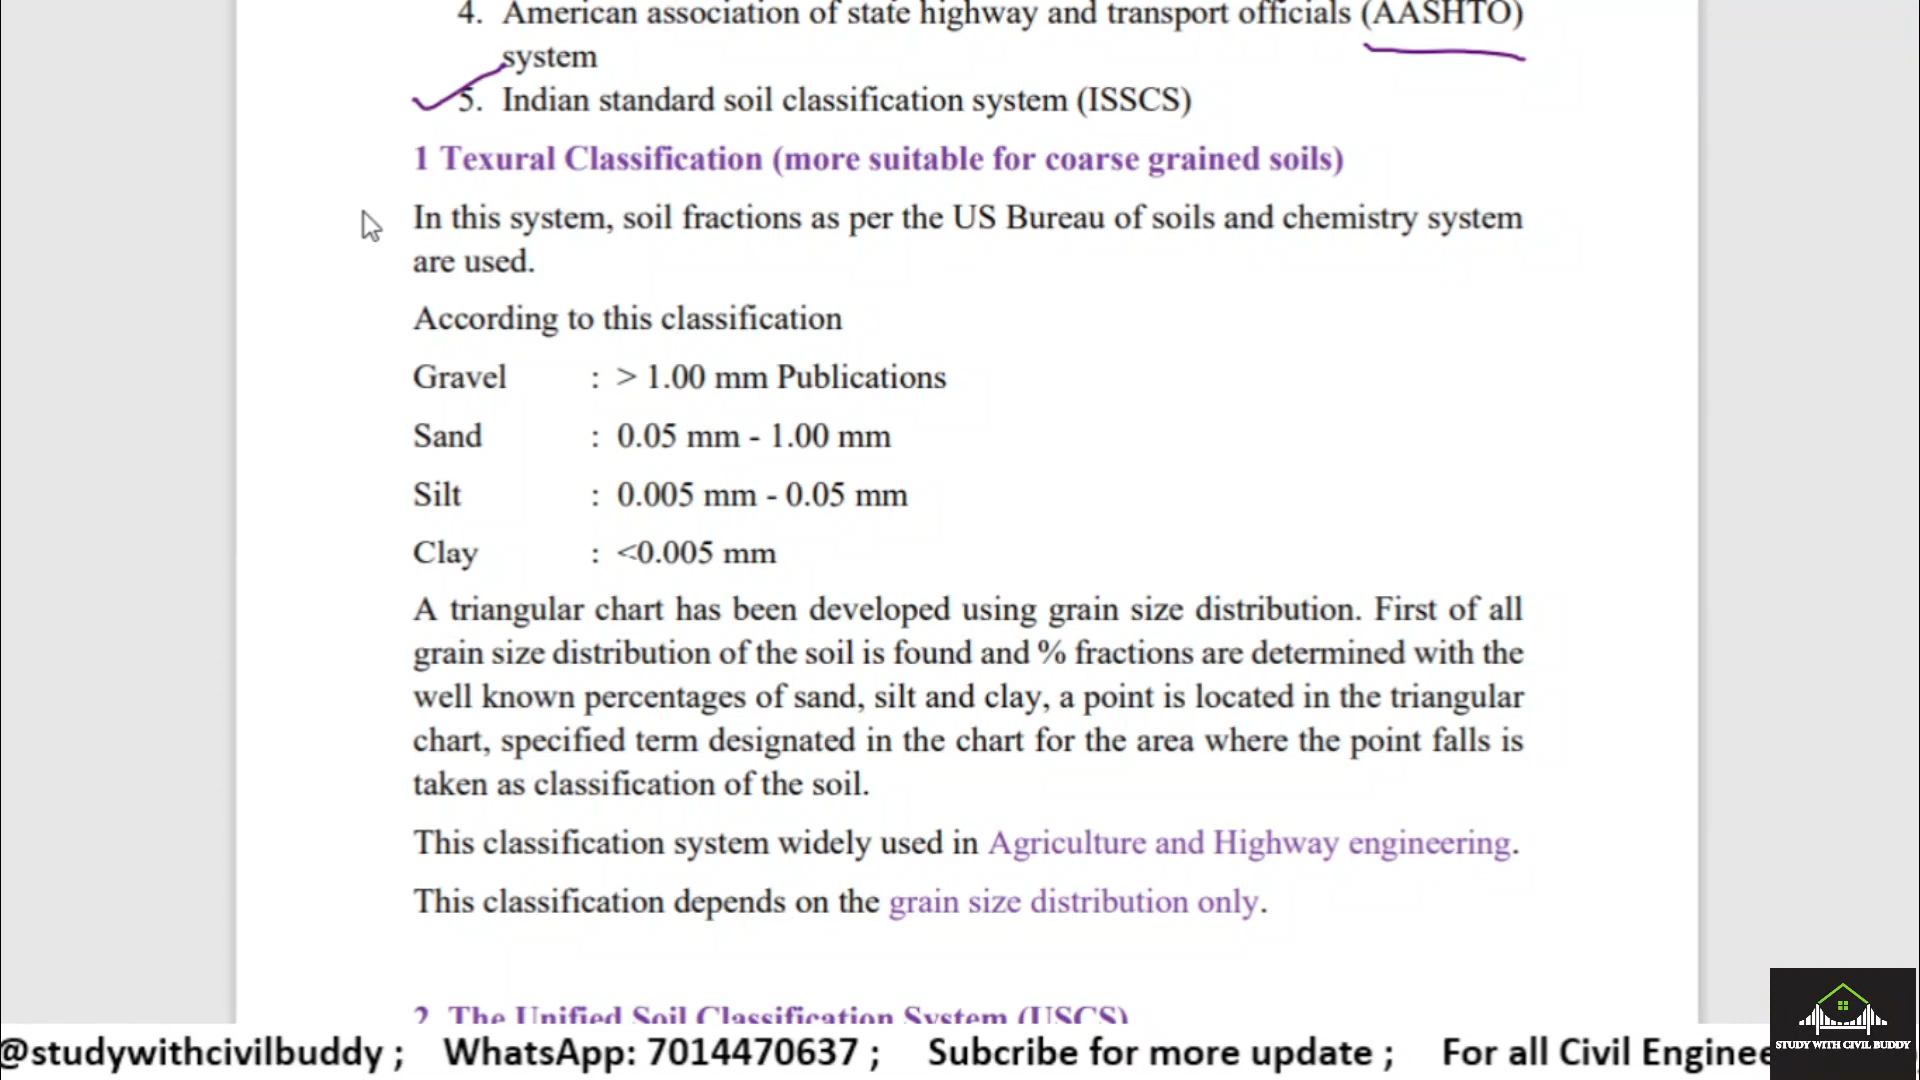 4. American association of state highway and transport officials (AASHTO)
system
5. Indian standard soil classification system (ISSCS)
1 Texural Classification (more suitable for coarse grained soils)
In this system, soil fractions as per the US Bureau of soils and chemistry system
are used.
According to this classification
Gravel : > 1.00 mm Publications
Sand : 0.05 mm - 1.00 mm
Silt : 0.005 mm - 0.05 mm
Clay : <0.005 mm
A triangular chart has been developed using grain size distribution. First of all
grain size distribution of the soil is found and % fractions are determined with the
well known percentages of sand, silt and clay, a point is located in the triangular
chart, specified term designated in the chart for the area where the point falls is
taken as classification of the soil.
This classification system widely used in Agriculture and Highway engineering.
This classification depends on the grain size distribution only.
2 The Unified Soil Classification System (USCS)
@studywithcivilbuddy ; WhatsApp: 7014470637 ; Subcribe for more update ; For all Civil Enginee
STUDY WITH CIVIL BUDDY